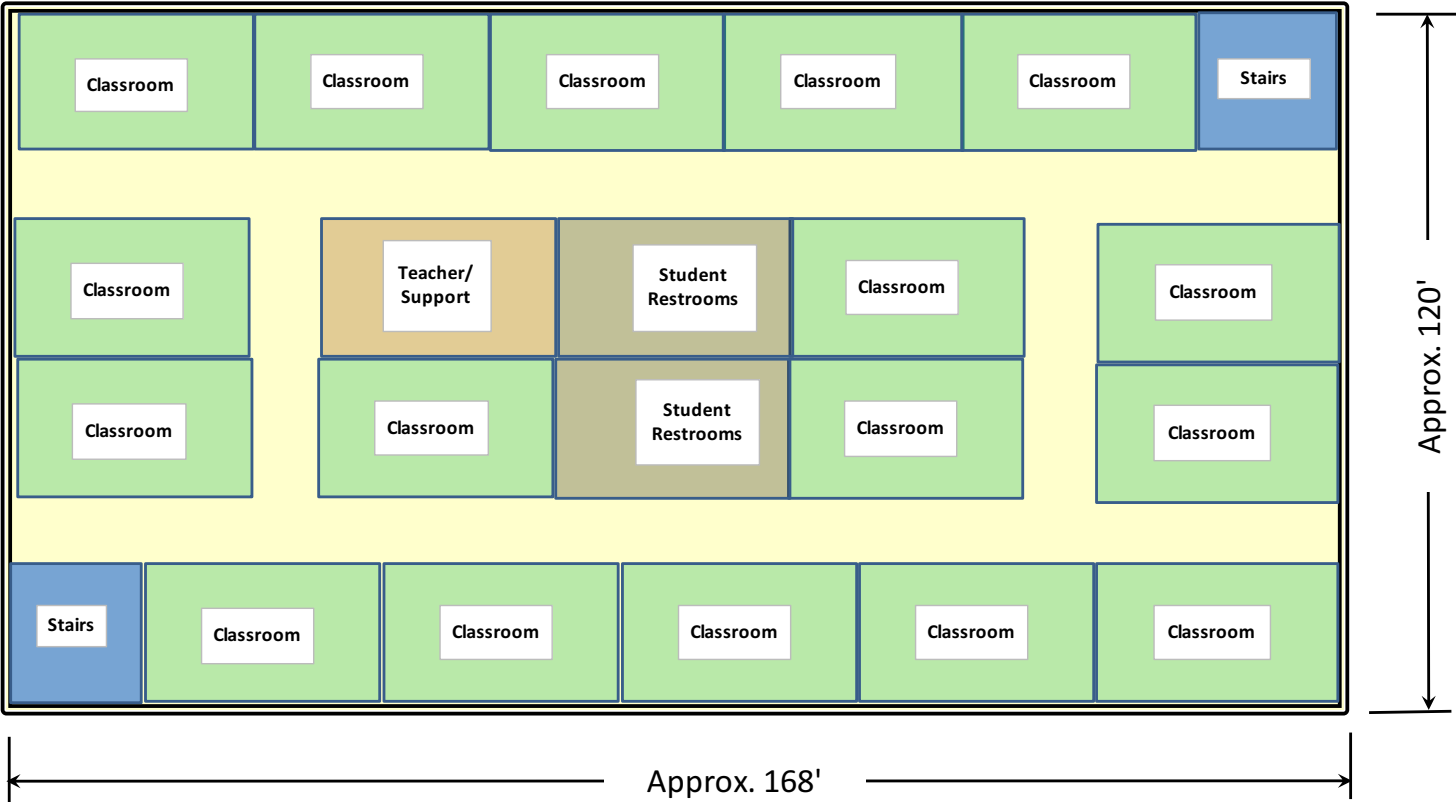 Classroom
Classroom
Classroom
Classroom
Classroom
Stairs
Classroom
Teacher/
Support
Student
Restrooms
Classroom
Classroom
Classroom
Classroom
Student
Restrooms
Classroom
Classroom
Stairs
Classroom
Classroom
Classroom
Classroom
Classroom
Approx. 120'
Approx. 168'